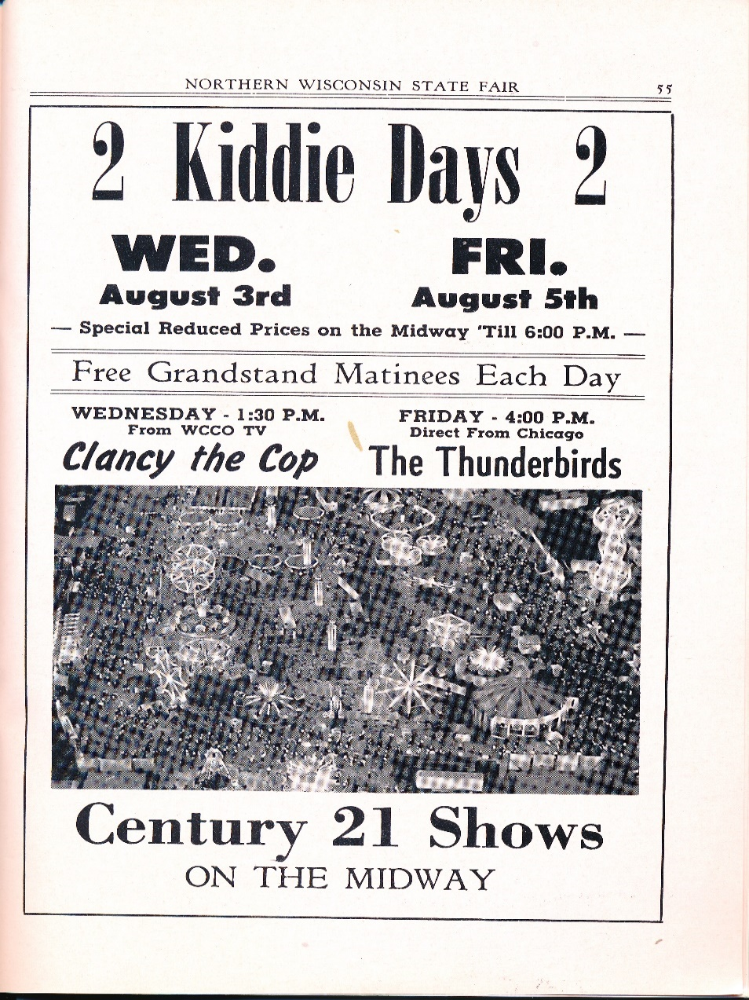 NORTHERN WISCONSIN STATE FAIR 55
2 Kiddie Days 2
WED. FRI.
August 3rd August 5th
— Special Reduced Prices on the Midway 'Till 6:00 P.M. —
Free Grandstand Matinees Each Day
WEDNESDAY - 1:30 P.M.
From WCCO TV
Clancy the Cop
FRIDAY - 4:00 P.M.
Direct From Chicago
The Thunderbirds
Century 21 Shows
ON THE MIDWAY